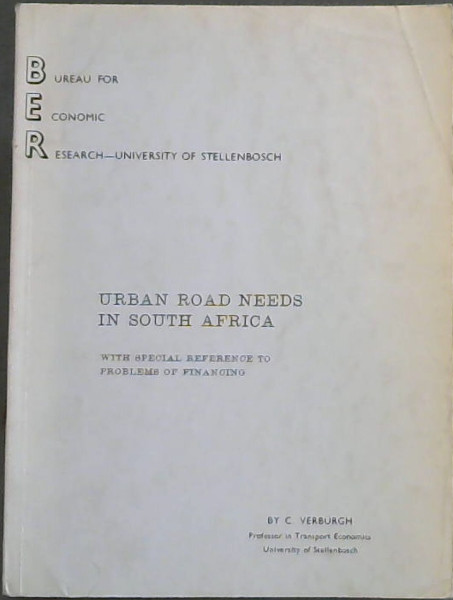 BUREAU FOR
ECONOMIC
RESEARCH—UNIVERSITY OF STELLENBOSCH
URBAN ROAD NEEDS
IN SOUTH AFRICA
WITH SPECIAL REFERENCE TO
PROBLEMS OF FINANCING
BY C. VERBURGH
Professor in Transport Economics
University of Stellenbosch